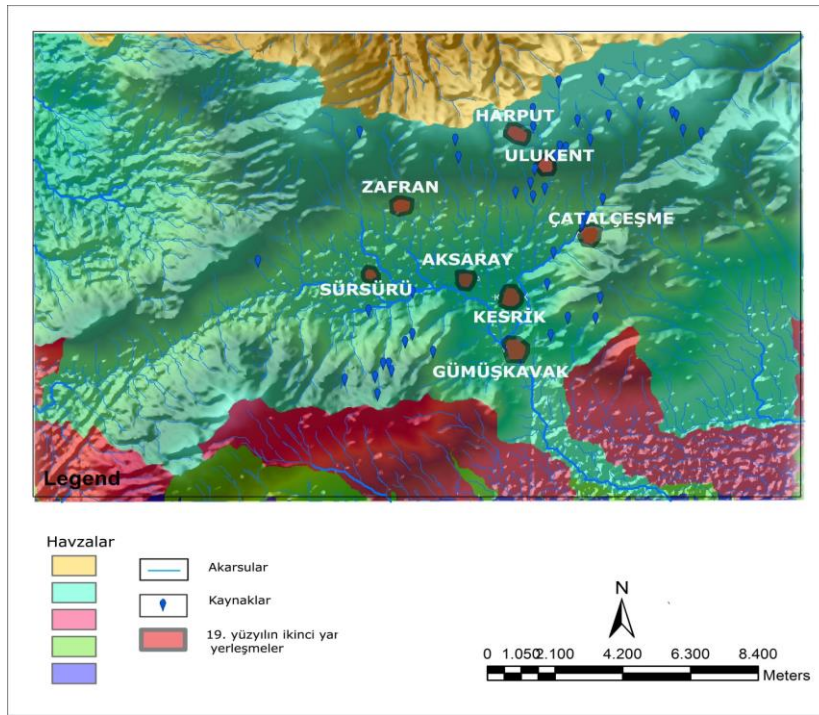 HARPUT
ULUKENT
ZAFRAN
ÇATALÇEŞME
AKSARAY
SÜRSÜRÜ
KESRİK
GÜMÜŞKAVAK
Legend
Havzalar
Akarsular
Kaynaklar
19. yüzyılın ikinci yar
yerleşmeler
N
0 1.050 2.100 4.200 6.300 8.400
Meters